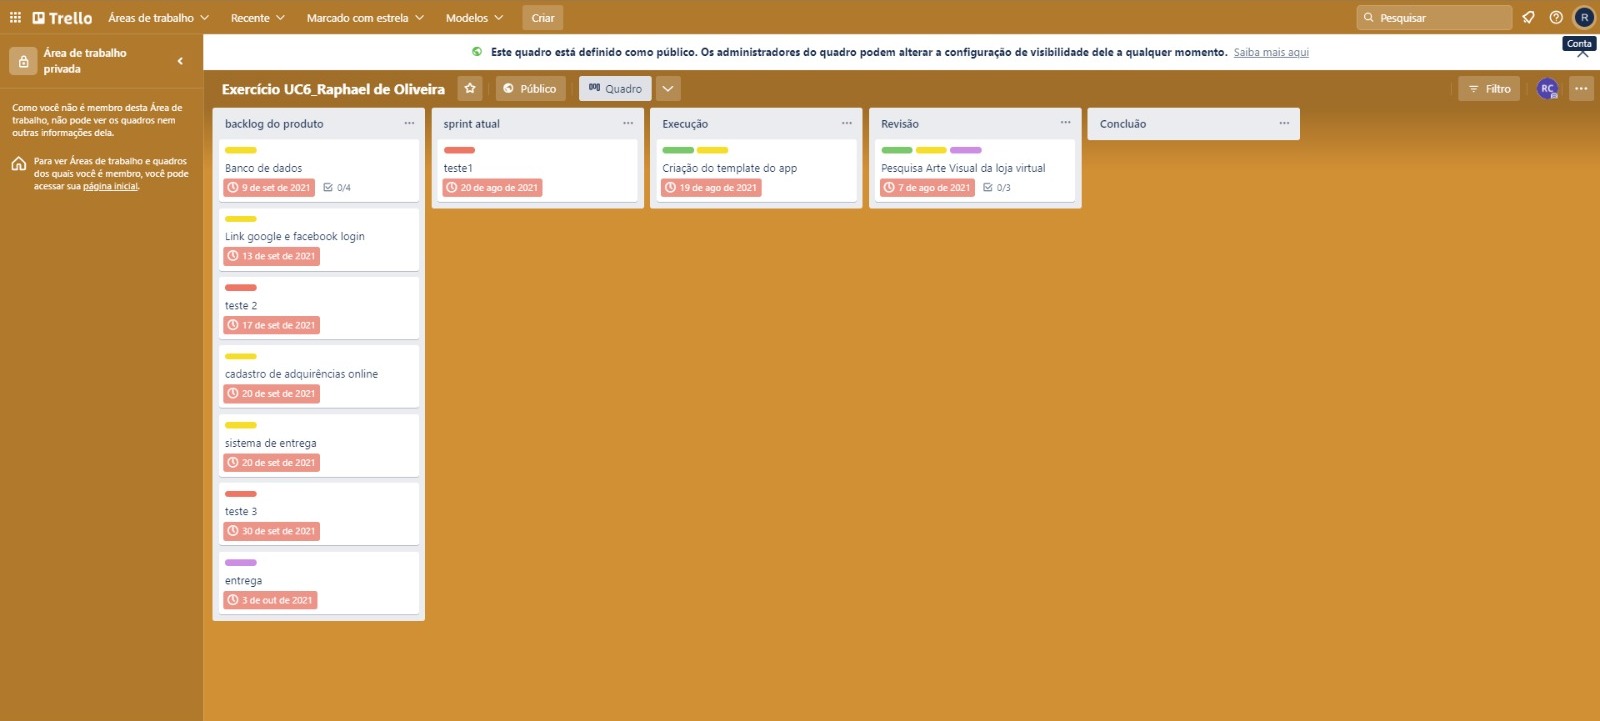 Trello
Áreas de trabalho
Recente
Marcado com estrela
Modelos
Criar
Pesquisar
R
Conta
Área de trabalho
privada
Como você não é membro desta Área de
trabalho, não pode ver os quadros nem
outras informações dela.
Para ver Áreas de trabalho e quadros
dos quais você é membro, você pode
acessar sua página inicial.
Este quadro está definido como público. Os administradores do quadro podem alterar a configuração de visibilidade dele a qualquer momento. Saiba mais aqui
Exercício UC6_Raphael de Oliveira
Público
Quadro
Filtro
RC
backlog do produto
Banco de dados
9 de set de 2021 0/4
Link google e facebook login
13 de set de 2021
teste 2
17 de set de 2021
cadastro de adquirências online
20 de set de 2021
sistema de entrega
20 de set de 2021
teste 3
30 de set de 2021
entrega
3 de out de 2021
sprint atual
teste1
20 de ago de 2021
Execução
Criação do template do app
19 de ago de 2021
Revisão
Pesquisa Arte Visual da loja virtual
7 de ago de 2021 0/3
Concluão